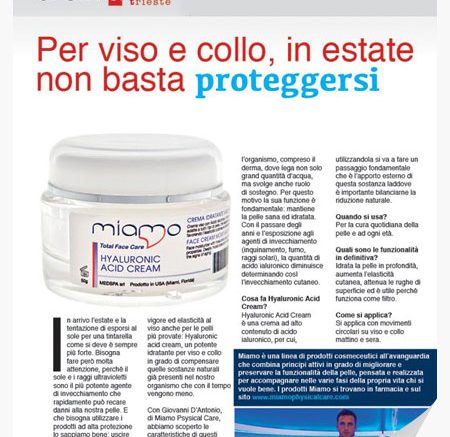 trieste
Per viso e collo, in estate
non basta proteggersi
miamo
Total Face Care
HYALURONIC
ACID CREAM
MEDSPA srl
Prodotto in USA (Miami, Florida)
In arrivo l'estate e la
tentazione di esporsi al
sole per una tintarella
come si deve è sempre
più forte. Bisogna
fare però molta
attenzione, perché il
sole e i raggi ultravioletti
sono il più potente agente
di invecchiamento che
rapidamente può recare
danni alla nostra pelle. E
che bisogna utilizzare i
prodotti ad alta protezione
lo sappiamo bene: uscire
vigore ed elasticità al
viso anche per le pelli
più provate: Hyaluronic
acid cream, un potente
idratante per viso e collo
in grado di compensare
quelle sostanze naturali
già presenti nel nostro
organismo che con il tempo
vengono meno.
Con Giovanni D'Antonio,
di Miamo Psysical Care,
abbiamo scoperto le
caratteristiche di questi
l'organismo, compreso il
derma, dove lega non solo
grandi quantità d'acqua,
ma svolge anche ruolo
di sostegno. Per questo
motivo la sua funzione è
fondamentale: mantiene
la pelle sana ed idratata.
Con il passare degli
anni e l'esposizione agli
agenti di invecchiamento
(inquinamento, fumo,
raggi solari), la quantità di
acido ialuronico diminuisce
determinando così
l'invecchiamento cutaneo.
Cosa fa Hyaluronic Acid
Cream?
Hyaluronic Acid Cream
è una crema ad alto
contenuto di acido
ialuronico, per cui,
utilizzandola si va a fare un
passaggio fondamentale
che è l'apporto esterno di
questa sostanza laddove
è importante bilanciarne la
riduzione naturale.
Quando si usa?
Per la cura quotidiana della
pelle e ad ogni età.
Quali sono le funzionalità
in definitiva?
Idrata la pelle in profondità,
aumenta l'elasticità
cutanea, attenua le rughe di
superficie ed è utile perché
funziona come filtro.
Come si applica?
Si applica con movimenti
circolari su viso e collo
mattino e sera.
Miamo è una linea di prodotti cosmeceutici all'avanguardia
che combina principi attivi in grado di migliorare e
preservare la funzionalità della pelle, pensata e realizzata
per accompagnare nelle varie fasi della propria vita chi si
vuole bene. I prodotti Miamo si trovano in farmacia e sul
sito www.miamophysicalcare.com